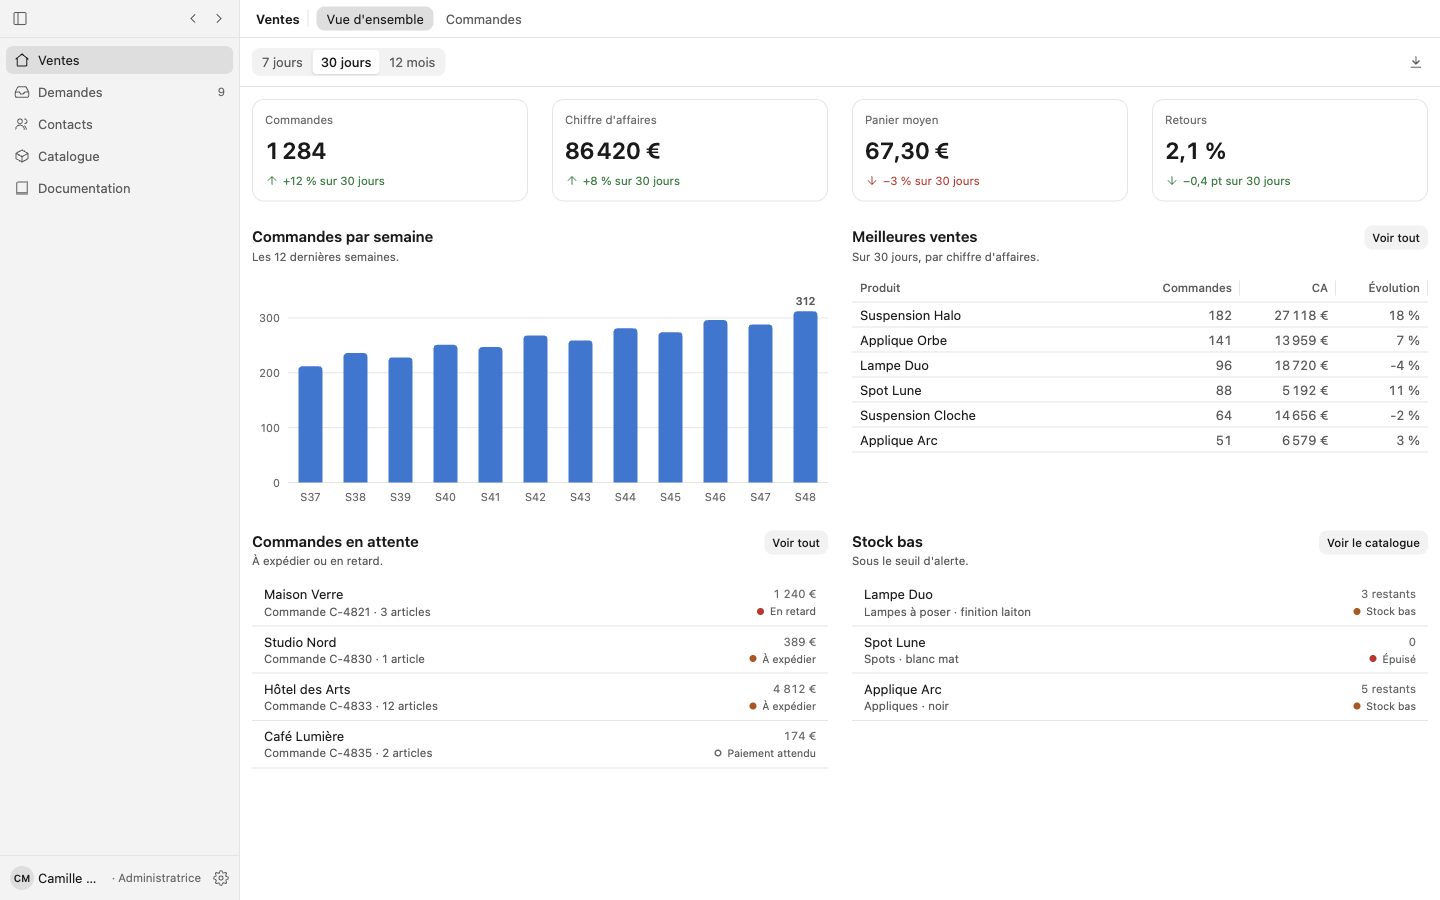 Ventes
Demandes 9
Contacts
Catalogue
Documentation
CM Camille ... · Administratrice
Ventes Vue d'ensemble Commandes
7 jours 30 jours 12 mois
Commandes
1 284
+12 % sur 30 jours
Chiffre d'affaires
86 420 €
+8 % sur 30 jours
Panier moyen
67,30 €
−3 % sur 30 jours
Retours
2,1 %
−0,4 pt sur 30 jours
Commandes par semaine
Les 12 dernières semaines.
312
300
200
100
0
S37 S38 S39 S40 S41 S42 S43 S44 S45 S46 S47 S48
Meilleures ventes
Voir tout
Sur 30 jours, par chiffre d'affaires.
Produit Commandes CA Évolution
Suspension Halo 182 27 118 € 18 %
Applique Orbe 141 13 959 € 7 %
Lampe Duo 96 18 720 € -4 %
Spot Lune 88 5 192 € 11 %
Suspension Cloche 64 14 656 € -2 %
Applique Arc 51 6 579 € 3 %
Commandes en attente
Voir tout
À expédier ou en retard.
Maison Verre 1 240 €
Commande C-4821 · 3 articles En retard
Studio Nord 389 €
Commande C-4830 · 1 article À expédier
Hôtel des Arts 4 812 €
Commande C-4833 · 12 articles À expédier
Café Lumière 174 €
Commande C-4835 · 2 articles Paiement attendu
Stock bas
Voir le catalogue
Sous le seuil d'alerte.
Lampe Duo 3 restants
Lampes à poser · finition laiton Stock bas
Spot Lune 0
Spots · blanc mat Épuisé
Applique Arc 5 restants
Appliques · noir Stock bas